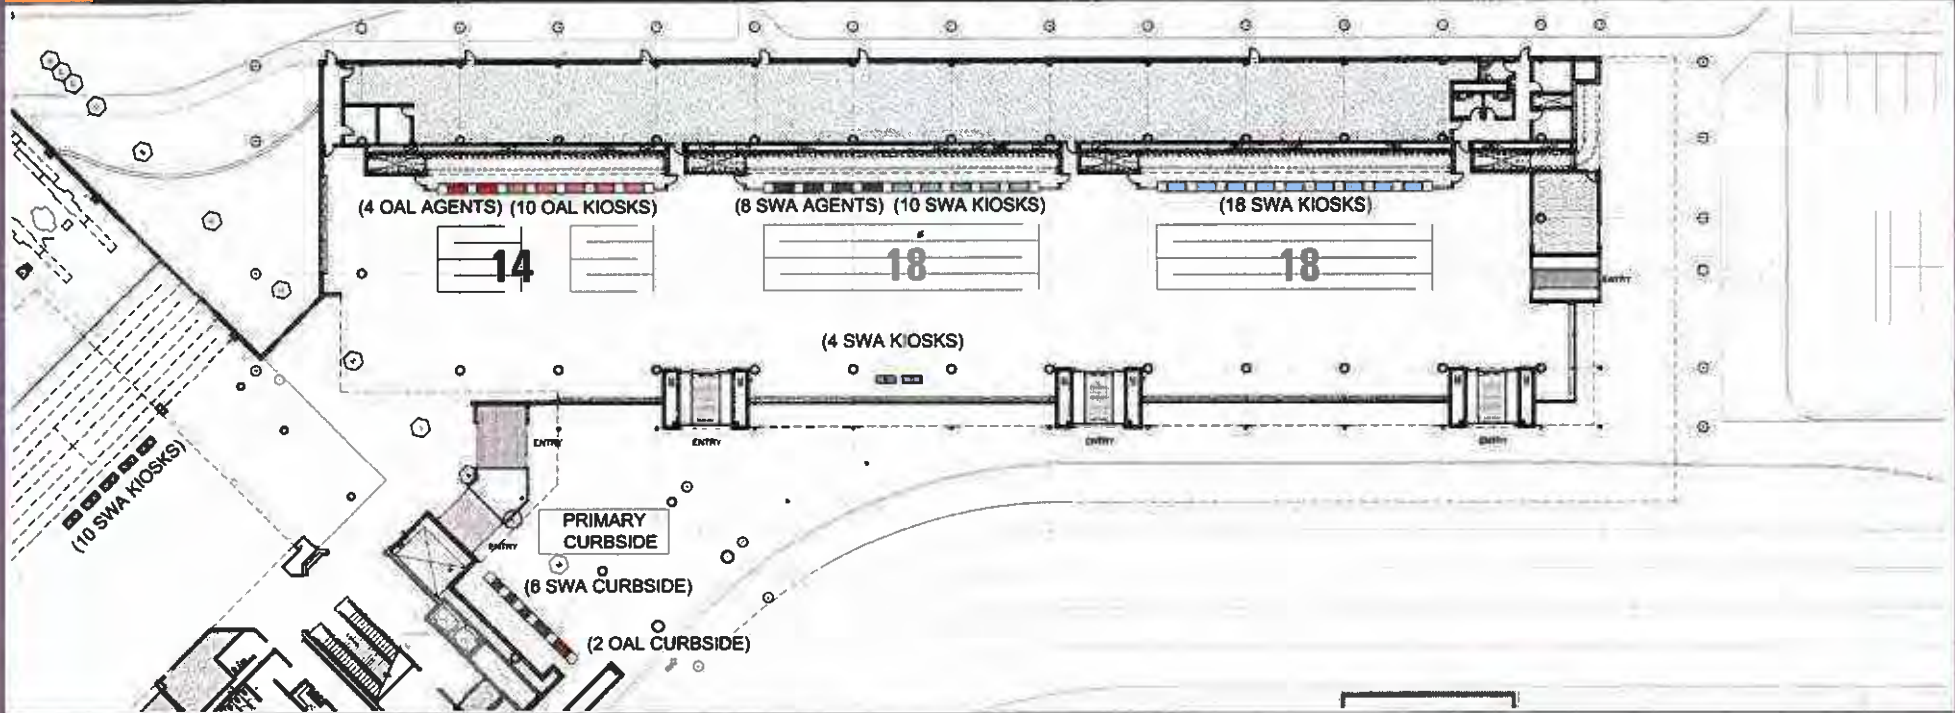 (4 OAL AGENTS) (10 OAL KIOSKS)
(8 SWA AGENTS) (10 SWA KIOSKS)
(18 SWA KIOSKS)
14
18
18
ENTRY
(4 SWA KIOSKS)
ENTRY
ENTRY
ENTRY
ENTRY
(10 SWA KIOSKS)
PRIMARY
CURBSIDE
ENTRY
(6 SWA CURBSIDE)
(2 OAL CURBSIDE)